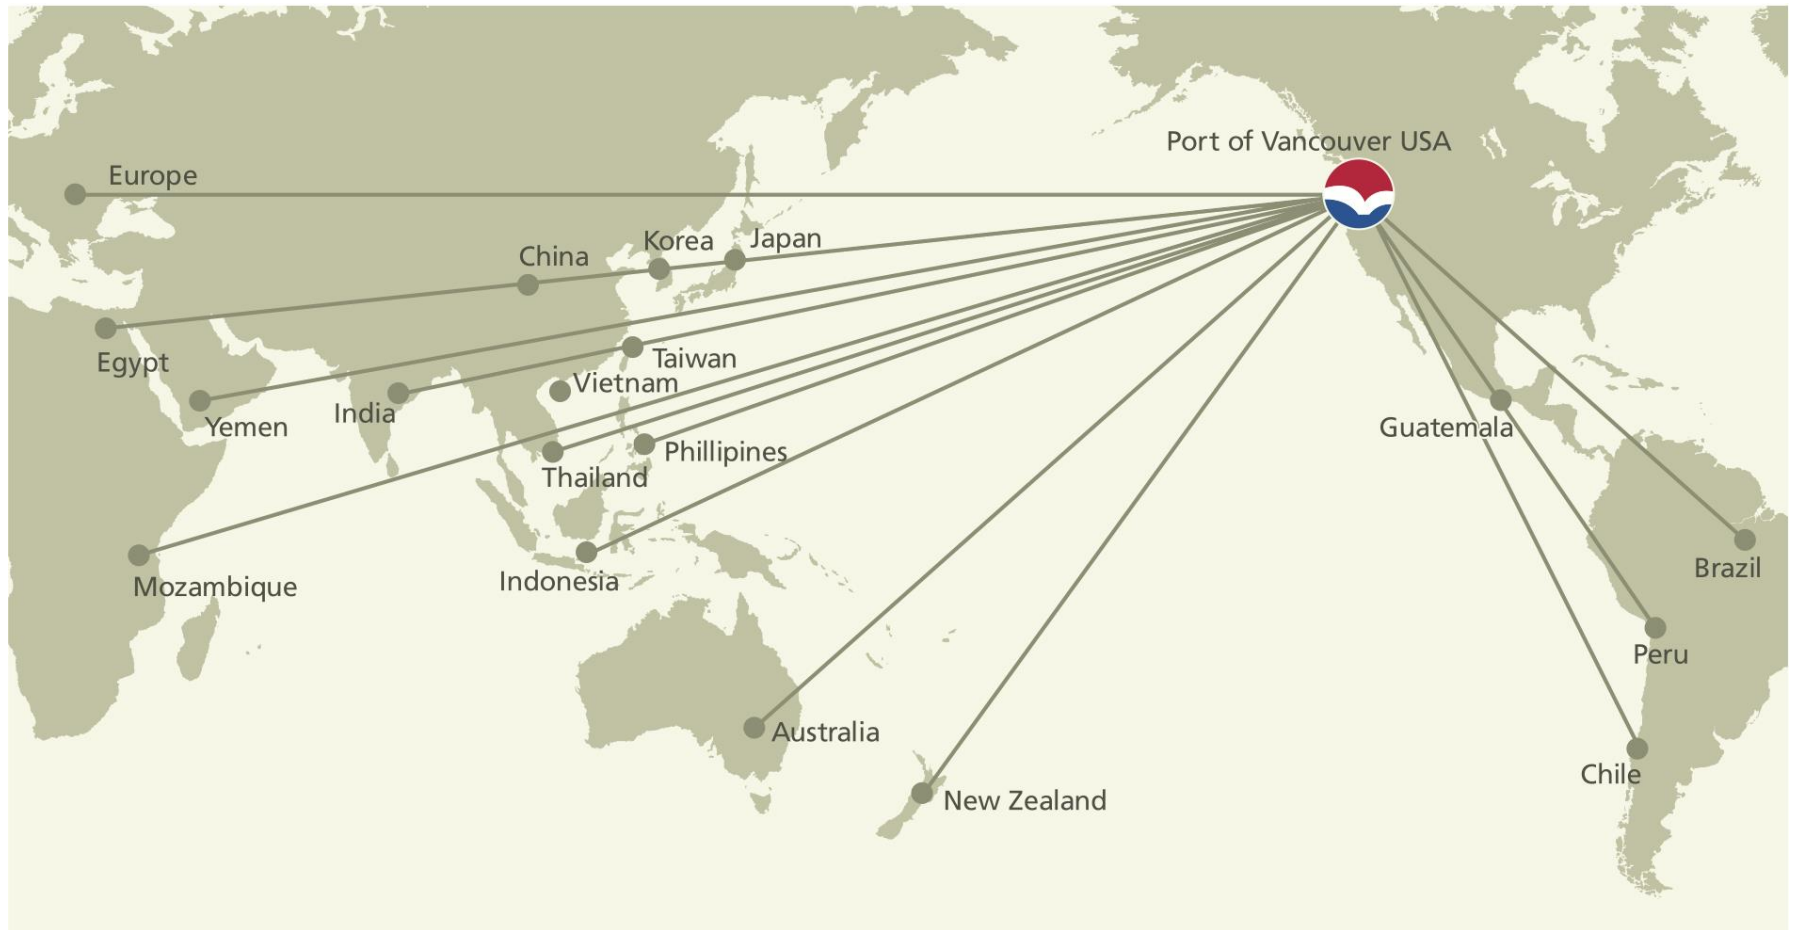 Port of Vancouver USA
Europe
Korea
Japan
China
Egypt
Taiwan
Vietnam
India
Yemen
Guatemala
Phillipines
Thailand
Brazil
Indonesia
Mozambique
Peru
Australia
Chile
New Zealand